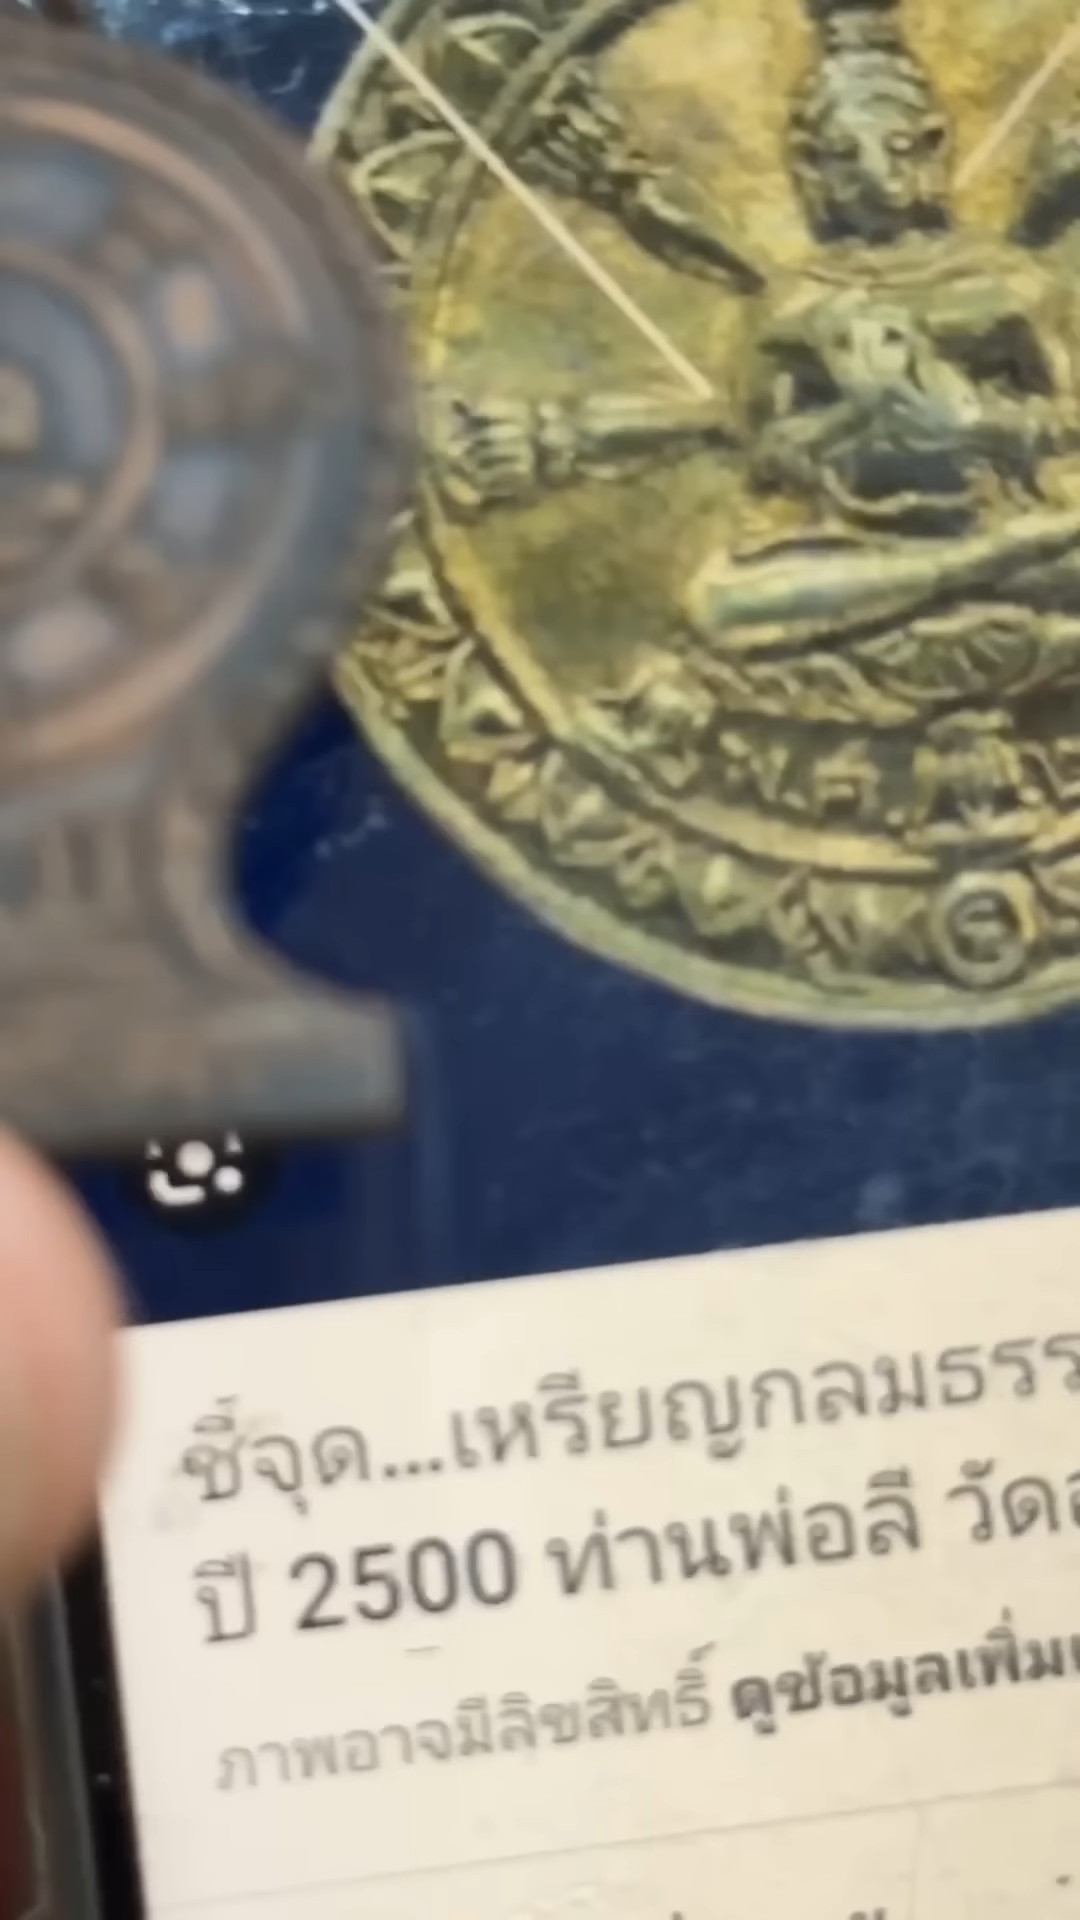 ชี้จุด...เหรียญกลมธรร
ปี 2500 ท่านพ่อลี วัดอ
ภาพอาจมีลิขสิทธิ์ ดูข้อมูลเพิ่มเ